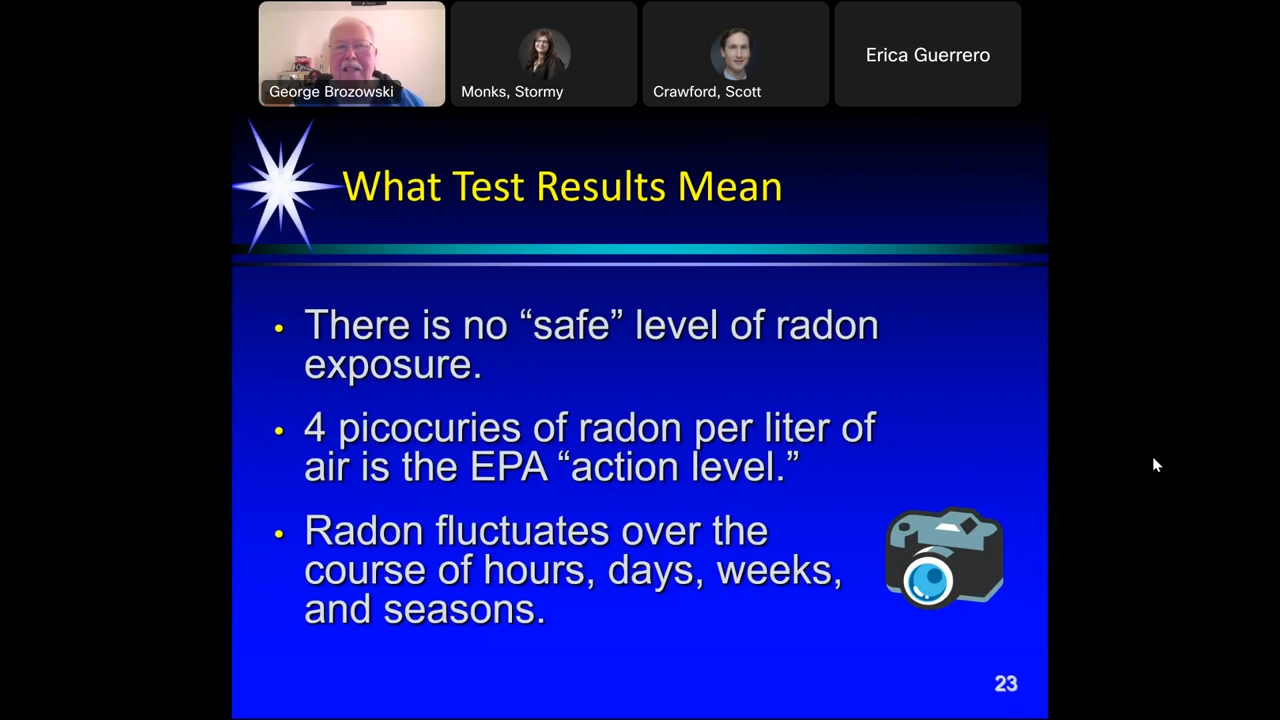 George Brozowski
Monks, Stormy
Crawford, Scott
Erica Guerrero
What Test Results Mean
• There is no “safe” level of radon
exposure.
• 4 picocuries of radon per liter of
air is the EPA “action level.”
• Radon fluctuates over the
course of hours, days, weeks,
and seasons.
23